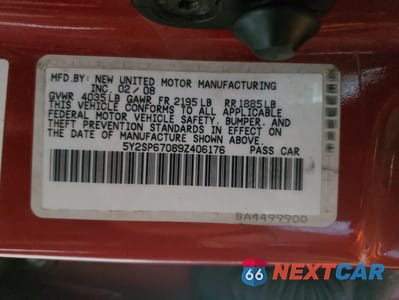 MFD.BY: NEW UNITED MOTOR MANUFACTURING
INC. 02/08
GVWR 4035LB GAWR FR 2195LB RR 1885LB
THIS VEHICLE CONFORMS TO ALL APPLICABLE
FEDERAL MOTOR VEHICLE SAFETY, BUMPER, AND
THEFT PREVENTION STANDARDS IN EFFECT ON
THE DATE OF MANUFACTURE SHOWN ABOVE.
5Y2SP67089Z406176 PASS CAR
BA4499900
66 NEXTCAR